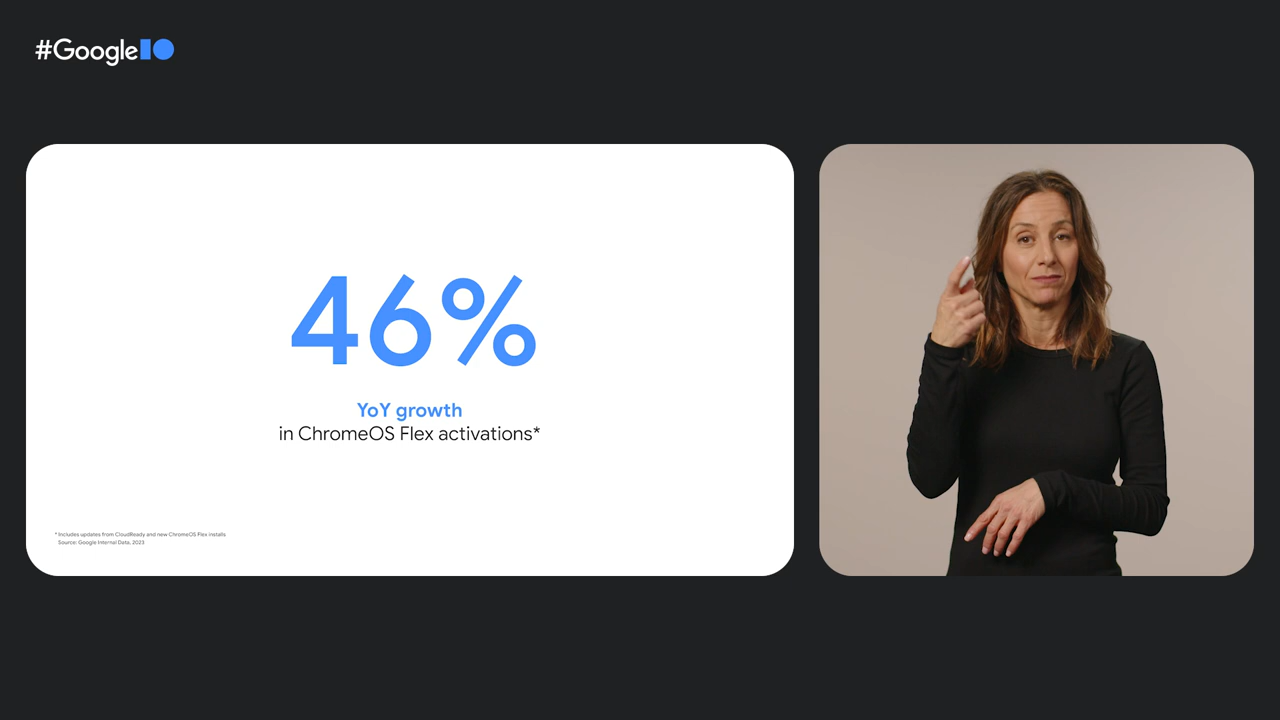 #GoogleIO
46%
YoY growth
in ChromeOS Flex activations*
* Includes updates from CloudReady and new ChromeOS Flex installs
Source: Google Internal Data, 2023